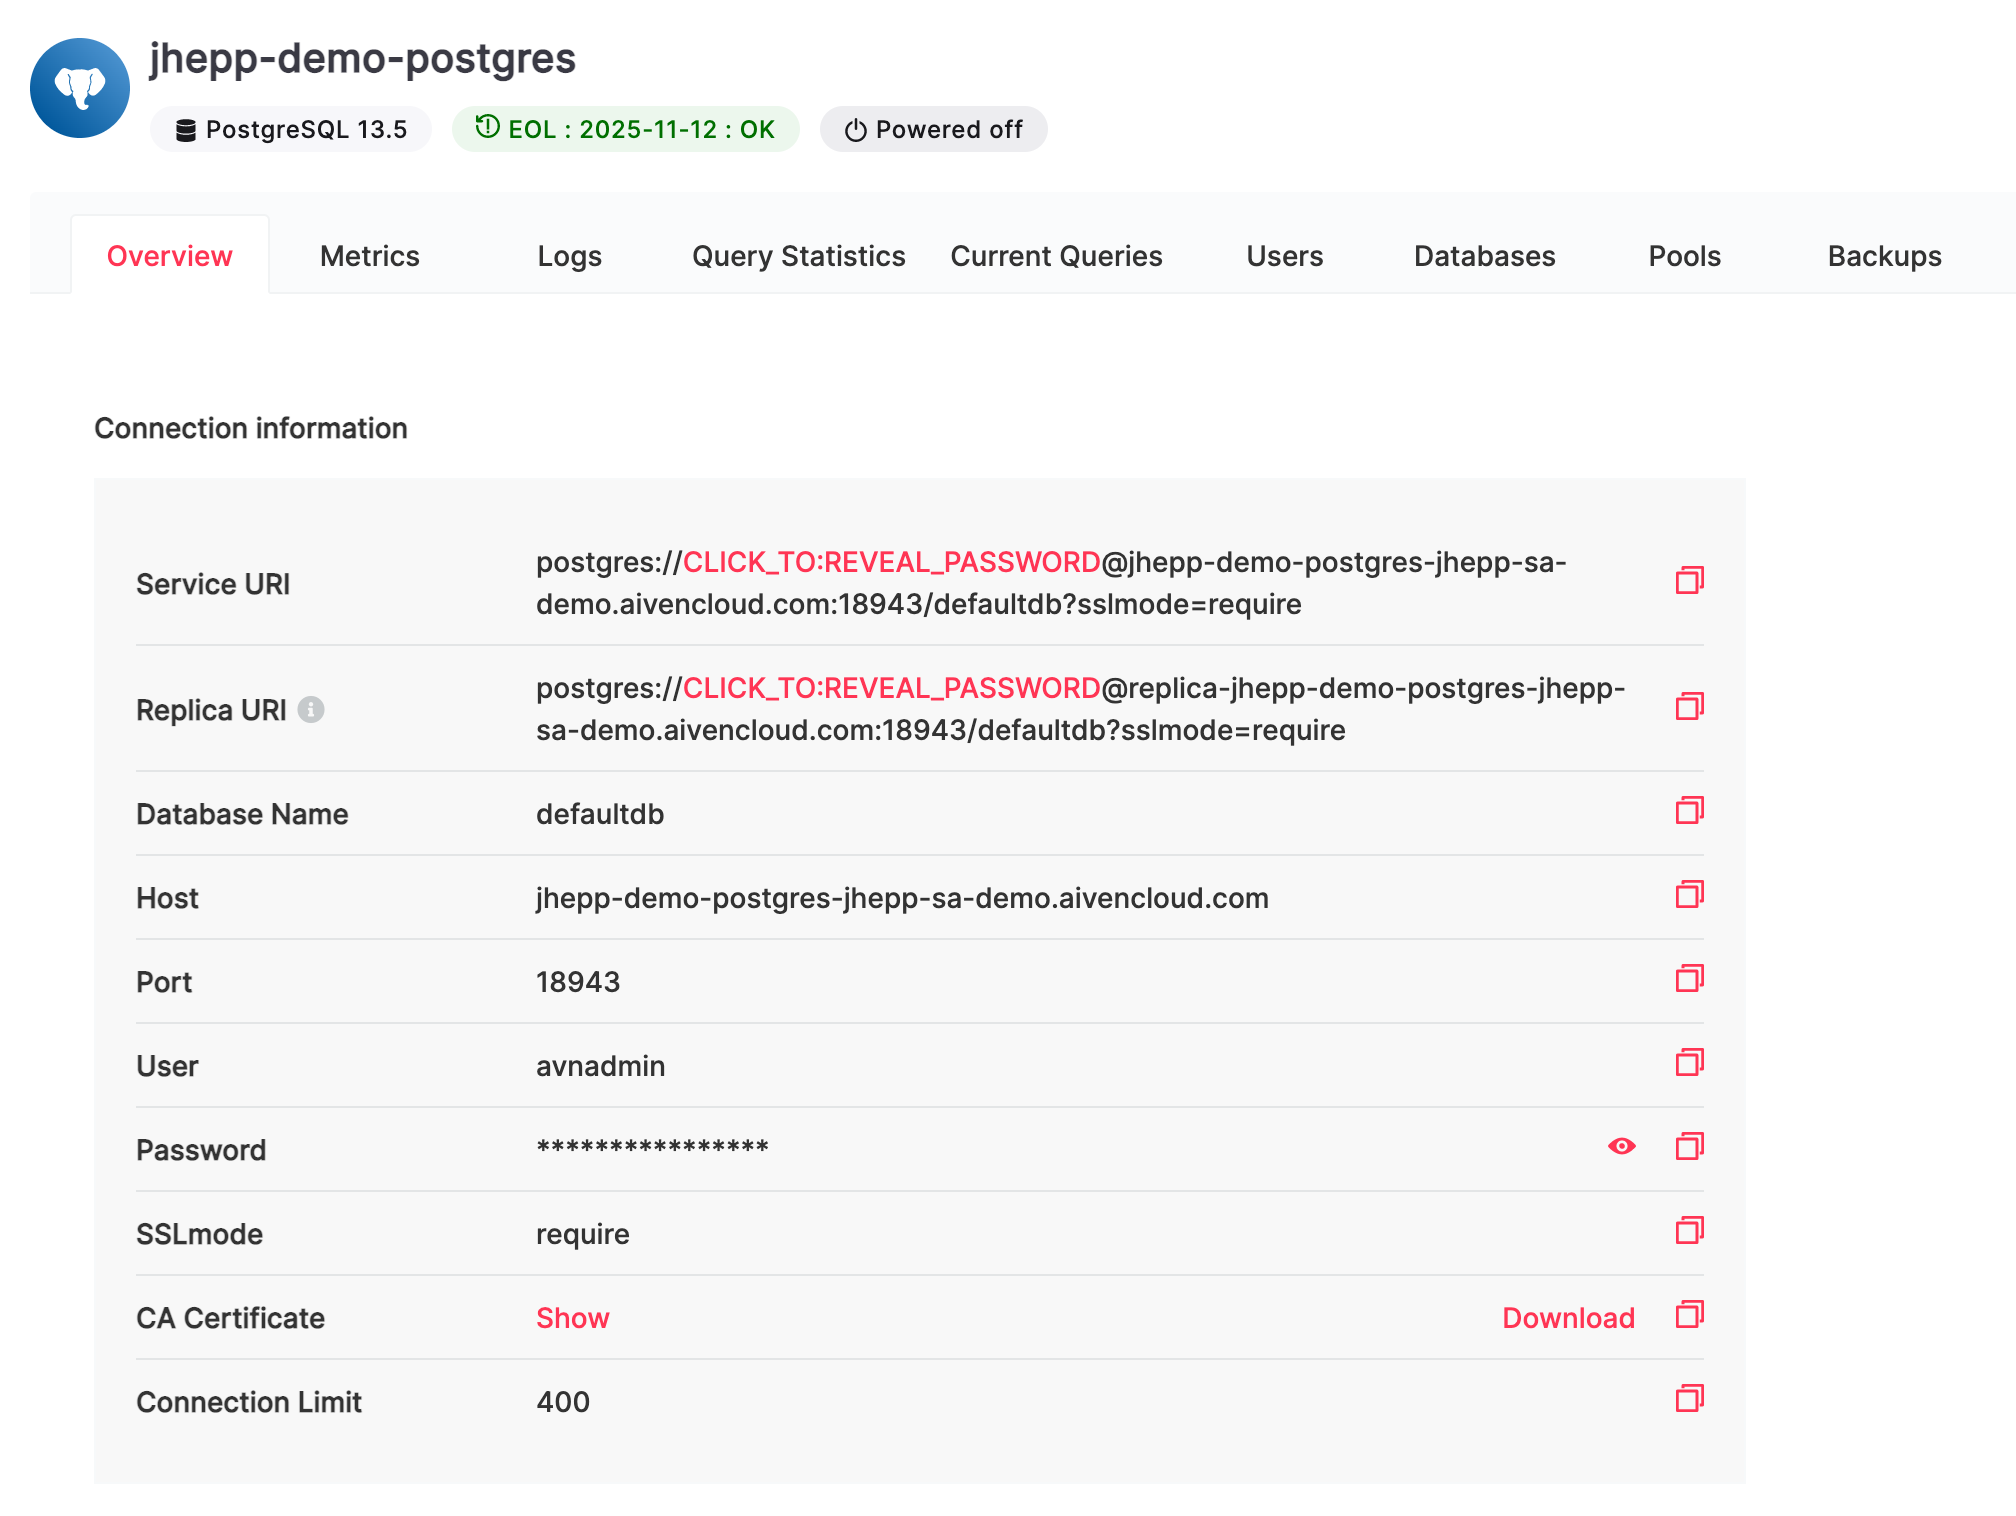 jhepp-demo-postgres
PostgreSQL 13.5 EOL : 2025-11-12 : OK Powered off
Overview Metrics Logs Query Statistics Current Queries Users Databases Pools Backups
Connection information
Service URI postgres://CLICK_TO:REVEAL_PASSWORD@jhepp-demo-postgres-jhepp-sa-
demo.aivencloud.com:18943/defaultdb?sslmode=require
Replica URI postgres://CLICK_TO:REVEAL_PASSWORD@replica-jhepp-demo-postgres-jhepp-
sa-demo.aivencloud.com:18943/defaultdb?sslmode=require
Database Name defaultdb
Host jhepp-demo-postgres-jhepp-sa-demo.aivencloud.com
Port 18943
User avnadmin
Password ****************
SSLmode require
CA Certificate Show Download
Connection Limit 400